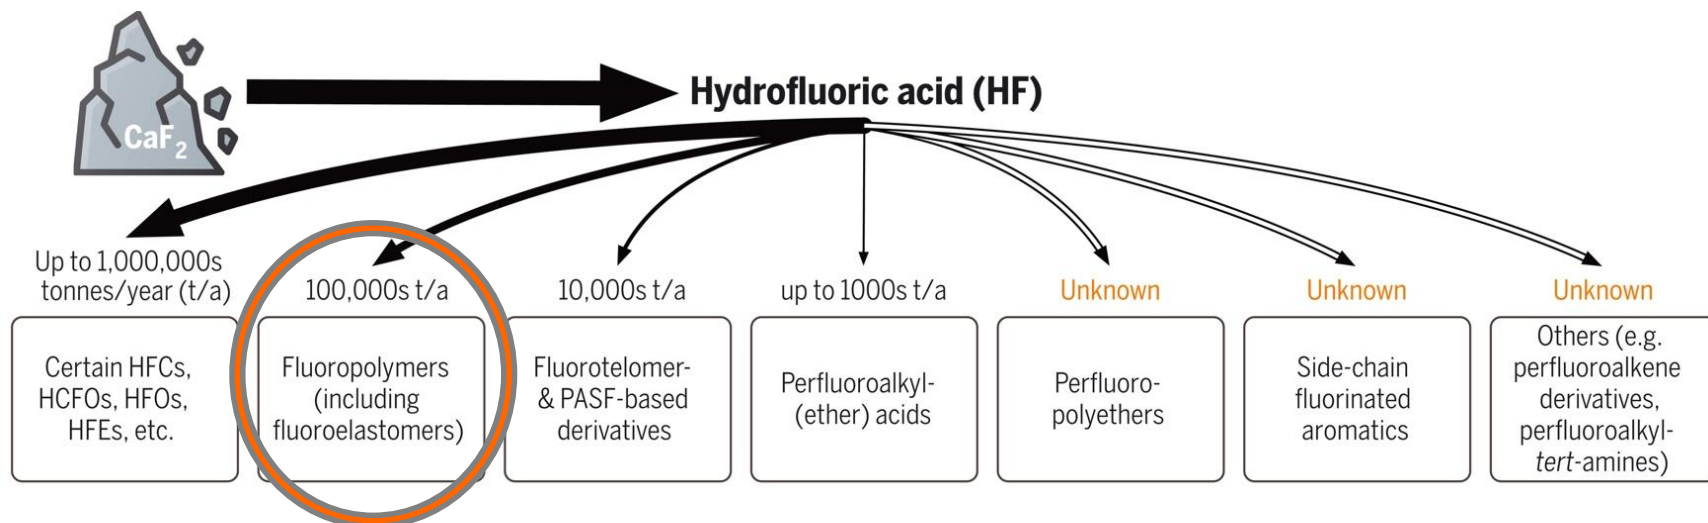 CaF2
Hydrofluoric acid (HF)
Up to 1,000,000s
tonnes/year (t/a)
100,000s t/a
10,000s t/a
up to 1000s t/a
Unknown
Unknown
Unknown
Certain HFCs,
HCFOs, HFOs,
HFEs, etc.
Fluoropolymers
(including
fluoroelastomers)
Fluorotelomer-
& PASF-based
derivatives
Perfluoroalkyl-
(ether) acids
Perfluoro-
polyethers
Side-chain
fluorinated
aromatics
Others (e.g.
perfluoroalkene
derivatives,
perfluoroalkyl-
tert-amines)